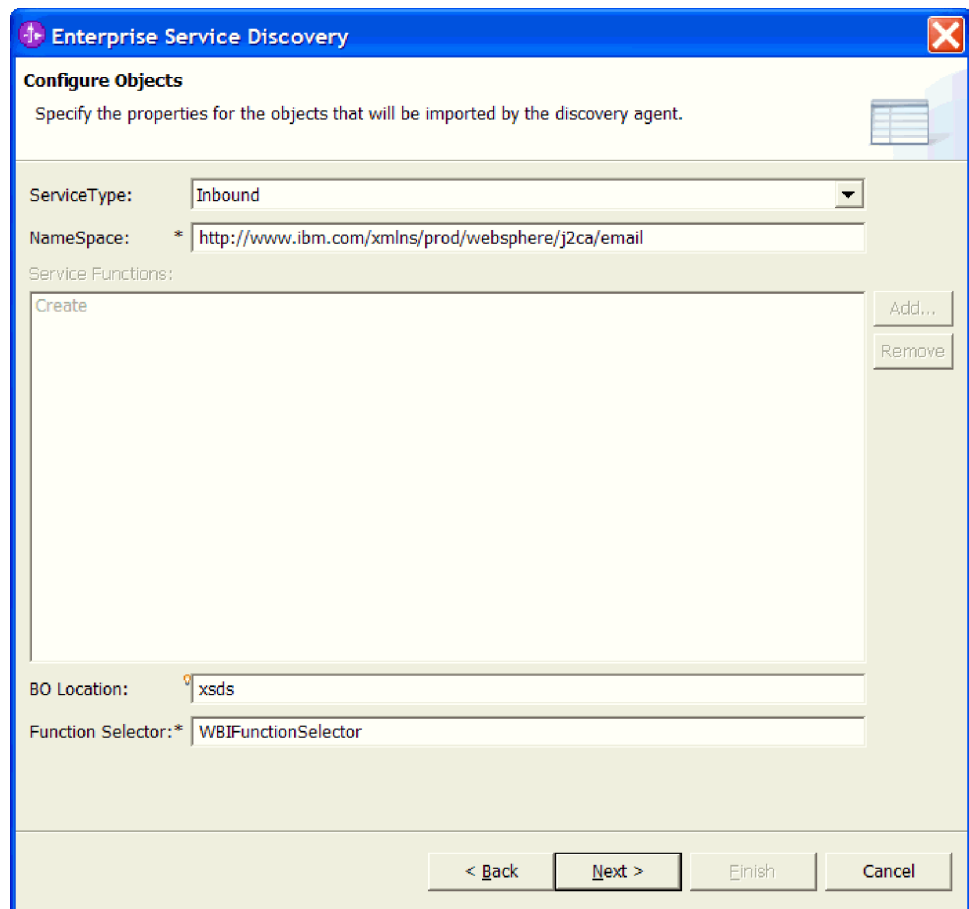 Enterprise Service Discovery
Configure Objects
Specify the properties for the objects that will be imported by the discovery agent.
ServiceType: Inbound
NameSpace: * http://www.ibm.com/xmlns/prod/websphere/j2ca/email
Service Functions:
Create
Add...
Remove
BO Location: xsds
Function Selector:* WBIFunctionSelector
< Back Next > Finish Cancel